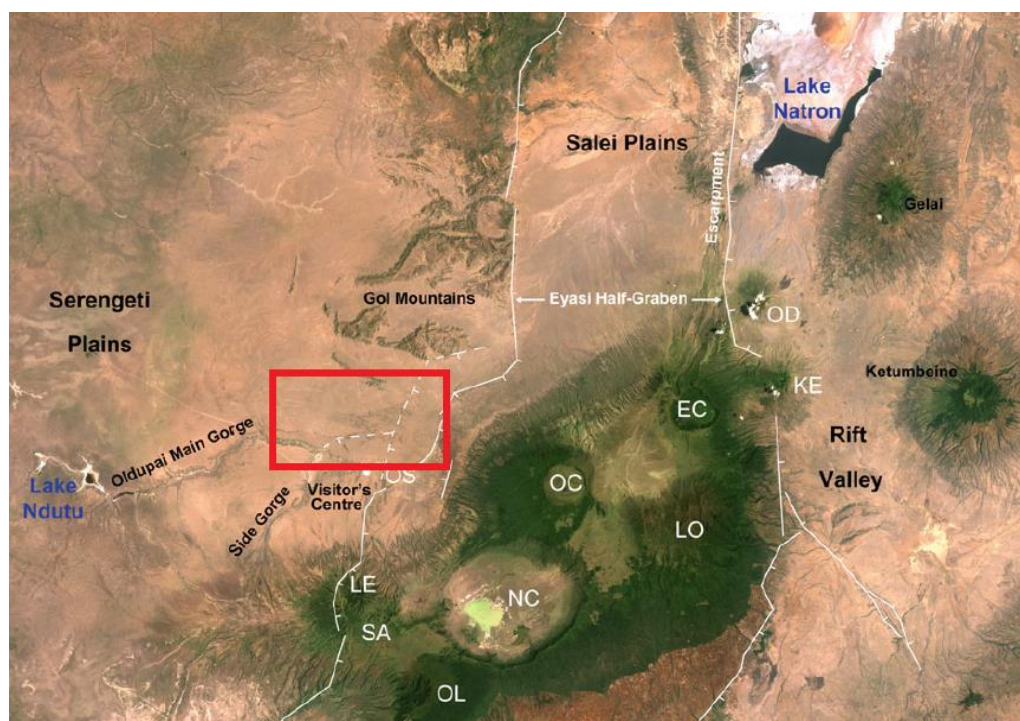 Lake
Natron
Salei Plains
Escarpment
Gelai
Serengeti
Plains
Gol Mountains
Eyasi Half-Graben
OD
Ketumbeine
KE
EC
Rift
Valley
Oldupai Main Gorge
OS
Lake
Ndutu
Visitor's
Centre
Side Gorge
OC
LO
LE
NC
SA
OL